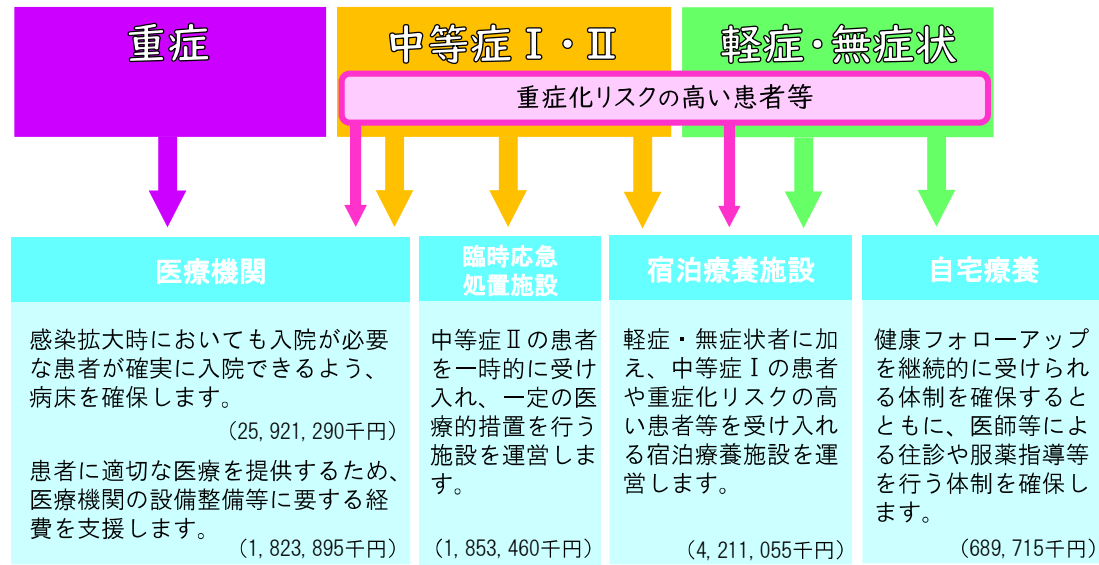 重症
中等症Ⅰ・Ⅱ
軽症・無症状
重症化リスクの高い患者等
医療機関
感染拡大時においても入院が必要
な患者が確実に入院できるよう、
病床を確保します。
（25,921,290千円）
患者に適切な医療を提供するため、
医療機関の設備整備等に要する経
費を支援します。
（1,823,895千円）
臨時応急
処置施設
中等症Ⅱの患者
を一時的に受け
入れ、一定の医
療的措置を行う
施設を運営しま
す。
（1,853,460千円）
宿泊療養施設
軽症・無症状者に加
え、中等症Ⅰの患者
や重症化リスクの高
い患者等を受け入れ
る宿泊療養施設を運
営します。
（4,211,055千円）
自宅療養
健康フォローアップ
を継続的に受けられ
る体制を確保すると
ともに、医師等によ
る往診や服薬指導等
を行う体制を確保し
ます。
（689,715千円）